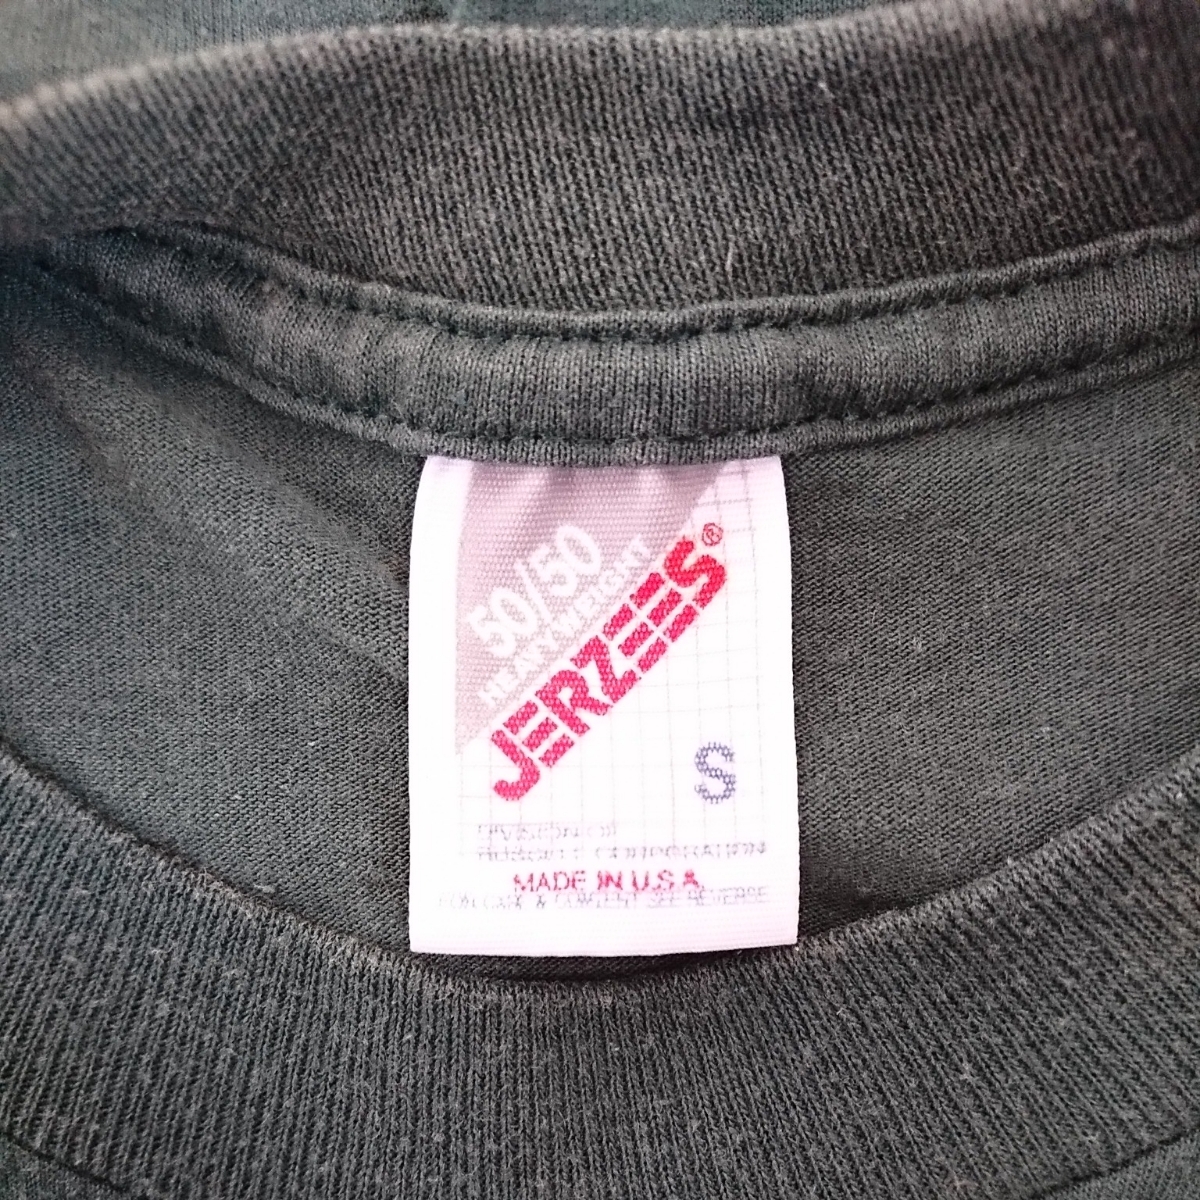 50/50
HEAVYWEIGHT
JERZEES®
S
DIVISION OF
RUSSELL CORPORATION
MADE IN U.S.A.
FOR CARE & CONTENT SEE REVERSE